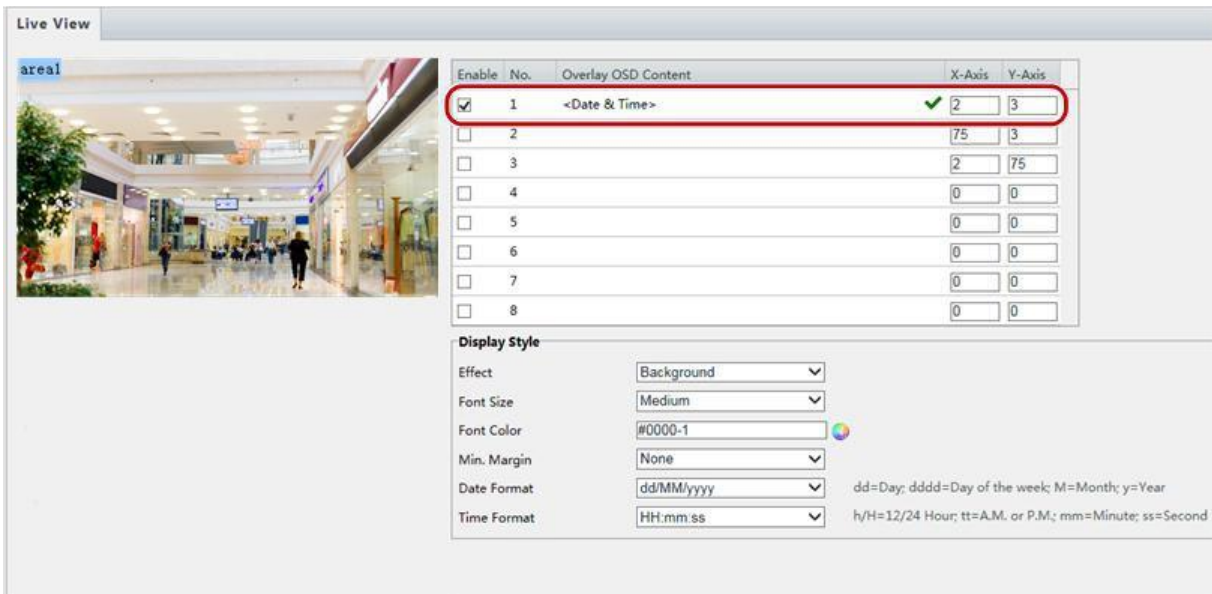 Live View
area1
Enable No. Overlay OSD Content X-Axis Y-Axis
1 <Date & Time> 2 3
2 75 3
3 2 75
4 0 0
5 0 0
6 0 0
7 0 0
8 0 0
Display Style
Effect Background
Font Size Medium
Font Color #0000-1
Min. Margin None
Date Format dd/MM/yyyy dd=Day; dddd=Day of the week; M=Month; y=Year
Time Format HH:mm:ss h/H=12/24 Hour; tt=A.M. or P.M.; mm=Minute; ss=Second